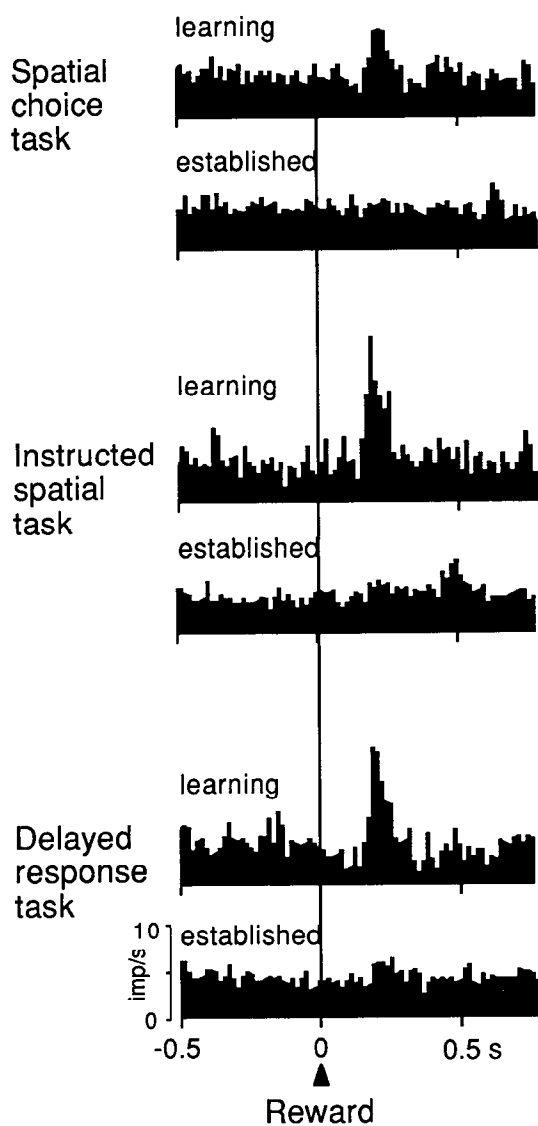 learning
Spatial
choice
task
established
learning
Instructed
spatial
task
established
learning
Delayed
response
task
established
10
imp/s
0
-0.5 0 0.5 s
Reward